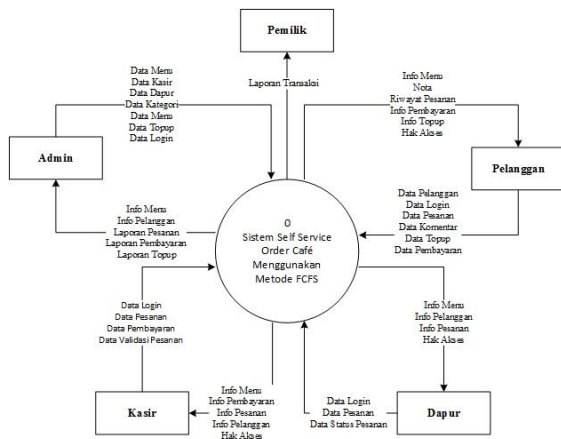 Pemilik
Laporan Transaksi
Data Menu
Data Kasir
Data Dapur
Data Kategori
Data Menu
Data Topup
Data Login
Info Menu
Nota
Riwayat Pesanan
Info Pembayaran
Info Topup
Hak Akses
Admin
Pelanggan
Info Menu
Info Pelanggan
Laporan Pesanan
Laporan Pembayaran
Laporan Topup
Data Pelanggan
Data Login
Data Pesanan
Data Komentar
Data Topup
Data Pembayaran
0
Sistem Self Service
Order Café
Menggunakan
Metode FCFS
Data Login
Data Pesanan
Data Pembayaran
Data Validasi Pesanan
Info Menu
Info Pelanggan
Info Pesanan
Hak Akses
Kasir
Info Menu
Info Pembayaran
Info Pesanan
Info Pelanggan
Hak Akses
Data Login
Data Pesanan
Data Status Pesanan
Dapur